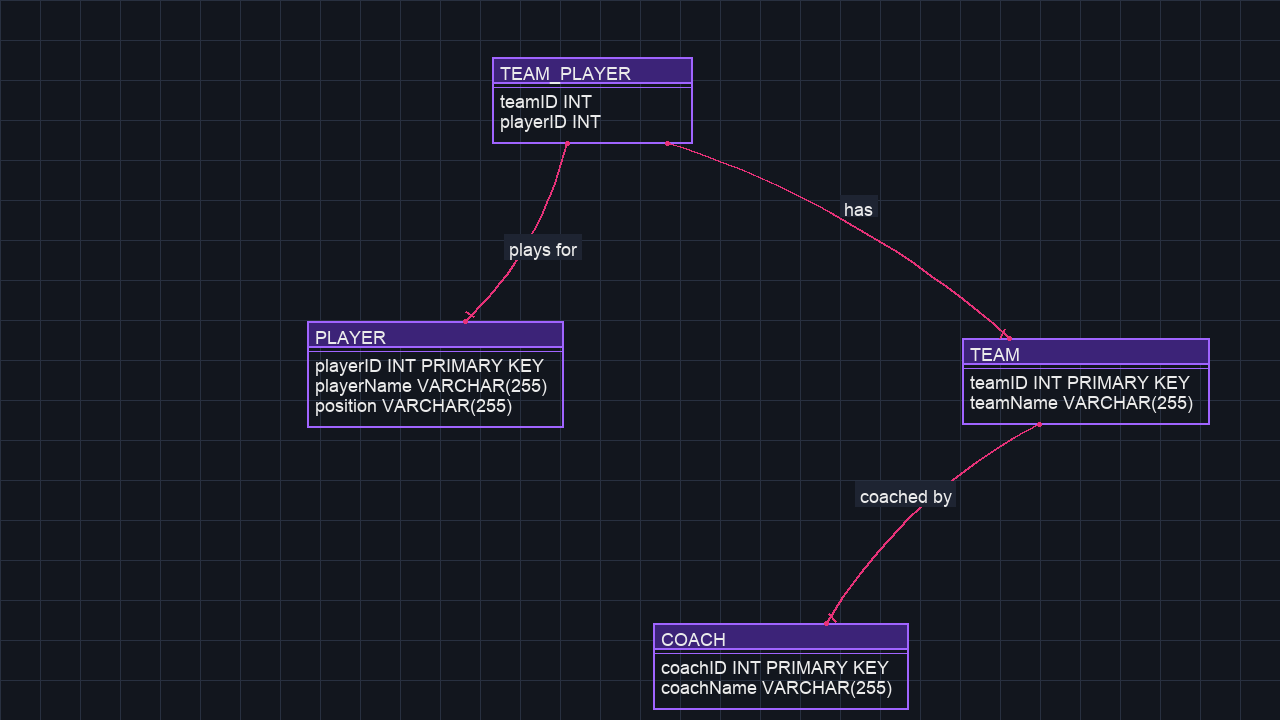 TEAM_PLAYER
teamID INT
playerID INT
has
plays for
PLAYER
playerID INT PRIMARY KEY
playerName VARCHAR(255)
position VARCHAR(255)
TEAM
teamID INT PRIMARY KEY
teamName VARCHAR(255)
coached by
COACH
coachID INT PRIMARY KEY
coachName VARCHAR(255)